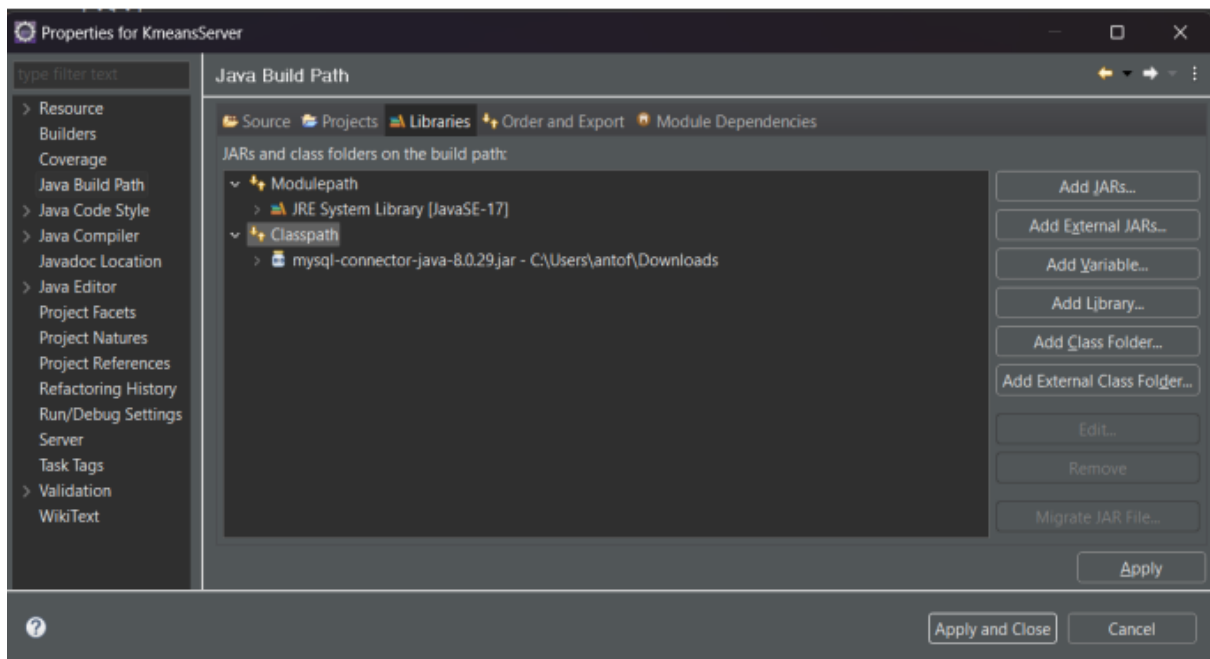 Properties for KmeansServer
type filter text
Java Build Path
Resource
Builders
Coverage
Java Build Path
Java Code Style
Java Compiler
Javadoc Location
Java Editor
Project Facets
Project Natures
Project References
Refactoring History
Run/Debug Settings
Server
Task Tags
Validation
WikiText
Source Projects Libraries Order and Export Module Dependencies
JARs and class folders on the build path:
Modulepath
JRE System Library [JavaSE-17]
Classpath
mysql-connector-java-8.0.29.jar - C:\Users\antof\Downloads
Add JARs...
Add External JARs...
Add Variable...
Add Library...
Add Class Folder...
Add External Class Folder...
Edit...
Remove
Migrate JAR File...
Apply
Apply and Close Cancel